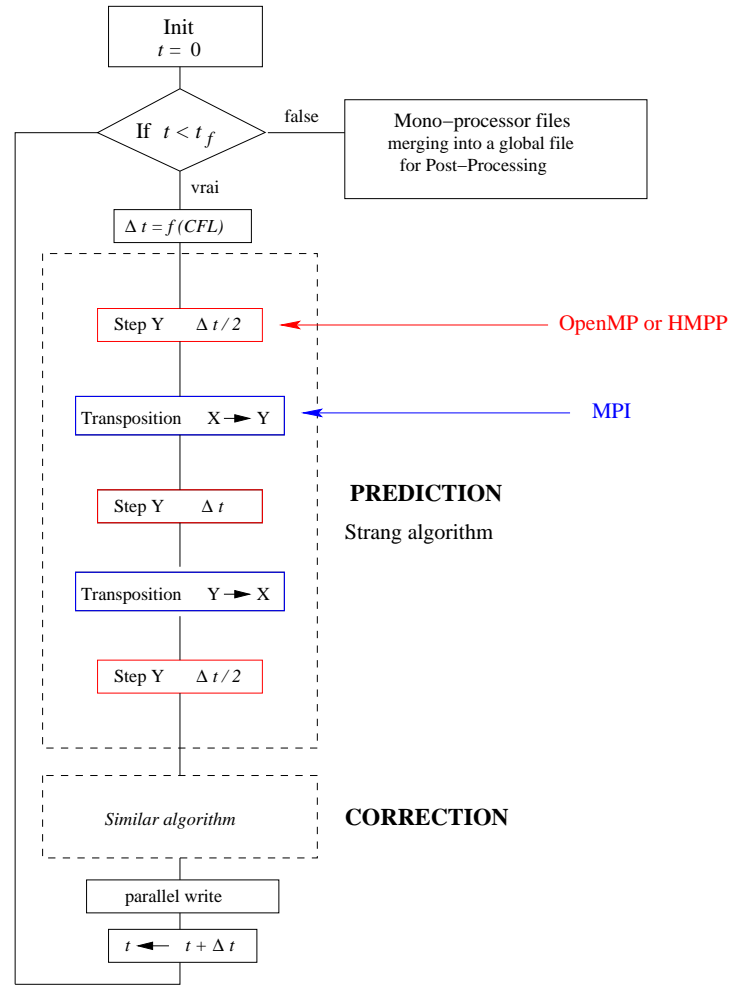 Init
t = 0
If t < t_f
false
Mono−processor files
merging into a global file
for Post−Processing
vrai
Δ t = f (CFL)
Step Y Δ t / 2
OpenMP or HMPP
Transposition X → Y
MPI
PREDICTION
Step Y Δ t
Strang algorithm
Transposition Y → X
Step Y Δ t / 2
Similar algorithm
CORRECTION
parallel write
t ← t + Δ t